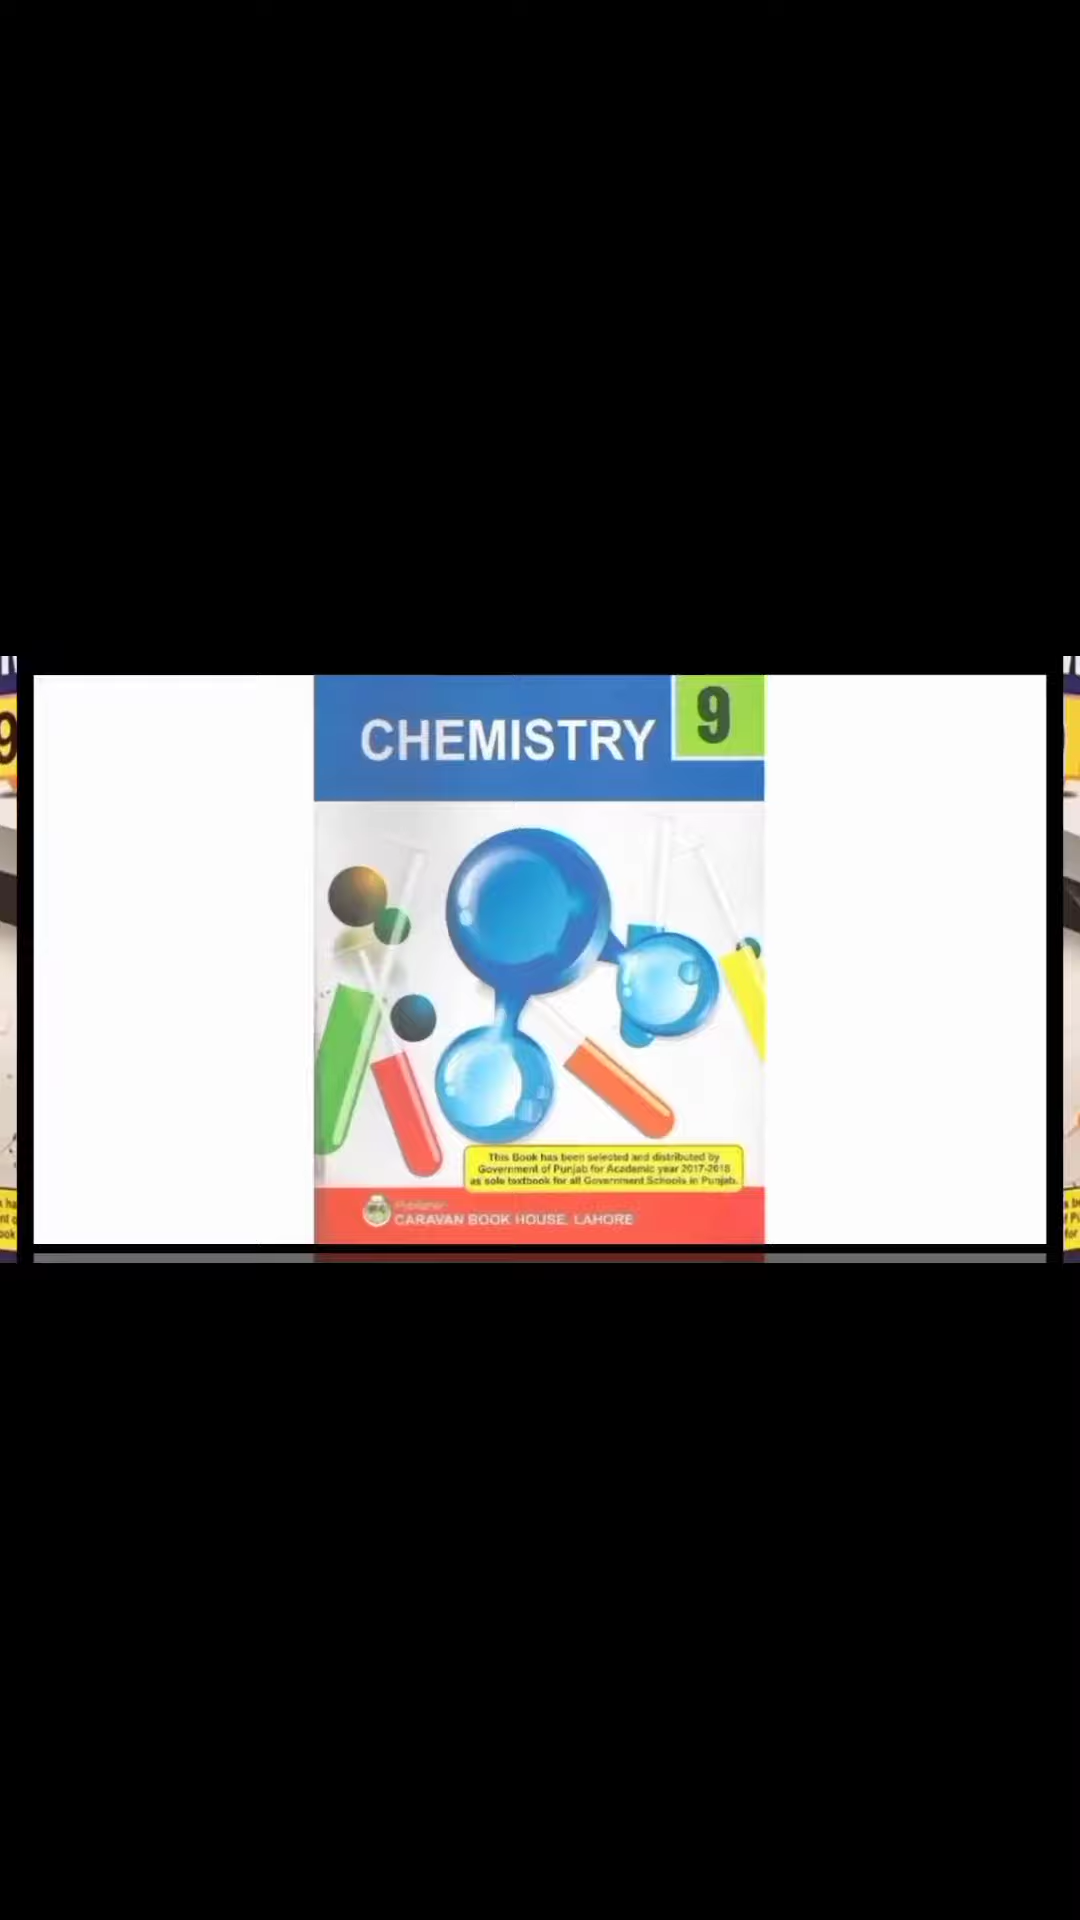 CHEMISTRY
9
This Book has been selected and distributed by
Government of Punjab for Academic year 2017-2018
as sole textbook for all Government Schools in Punjab.
Publisher:
CARAVAN BOOK HOUSE, LAHORE